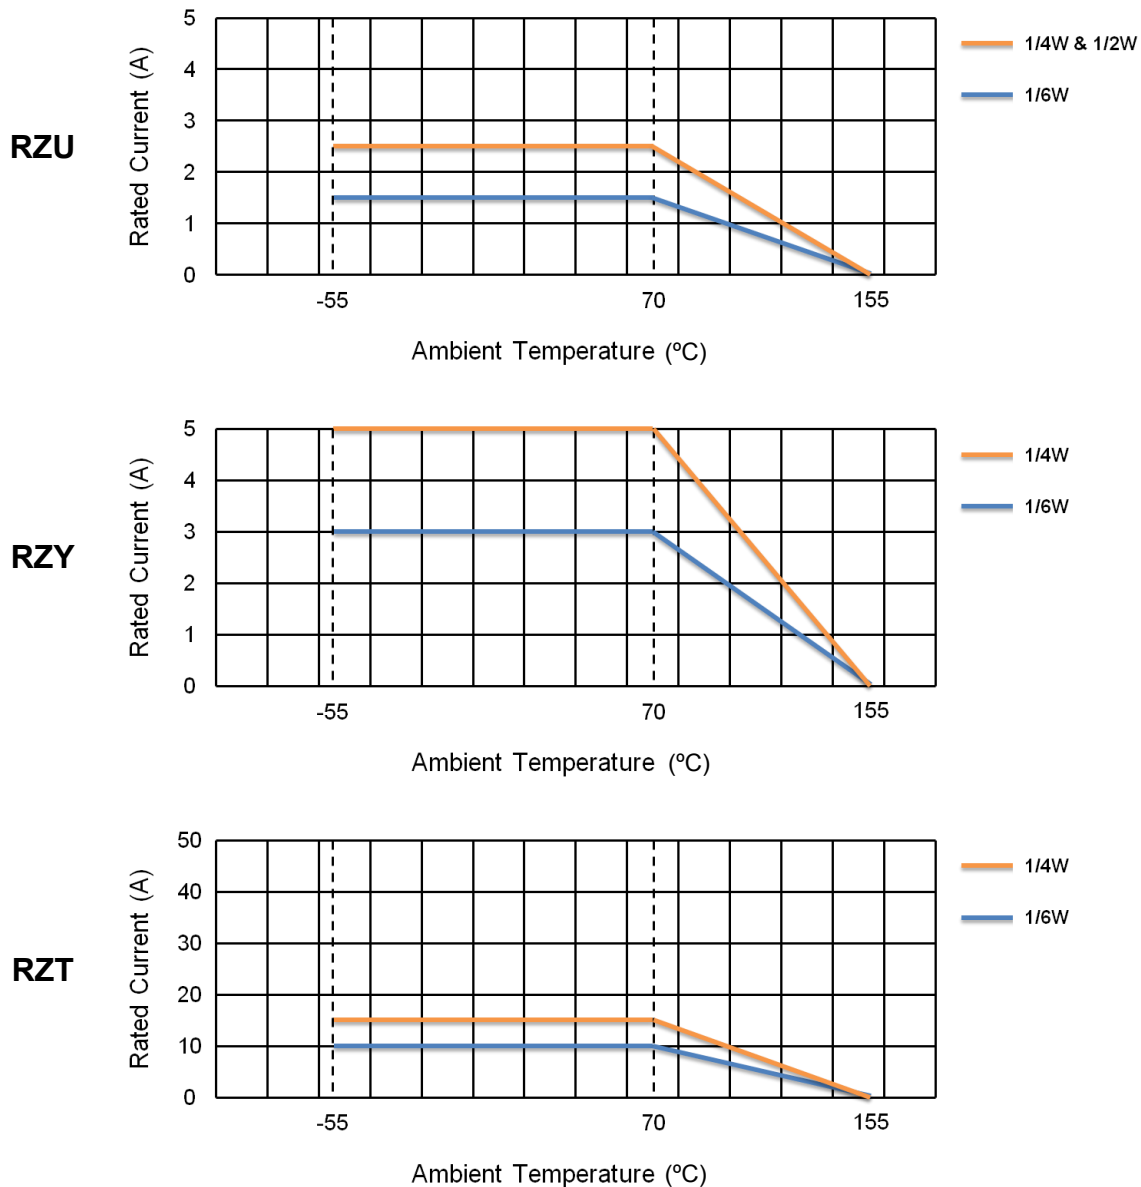 RZU
Rated Current (A)
5
4
3
2
1
0
-55
70
155
Ambient Temperature (ºC)
1/4W & 1/2W
1/6W
RZY
Rated Current (A)
5
4
3
2
1
0
-55
70
155
Ambient Temperature (ºC)
1/4W
1/6W
RZT
Rated Current (A)
50
40
30
20
10
0
-55
70
155
Ambient Temperature (ºC)
1/4W
1/6W